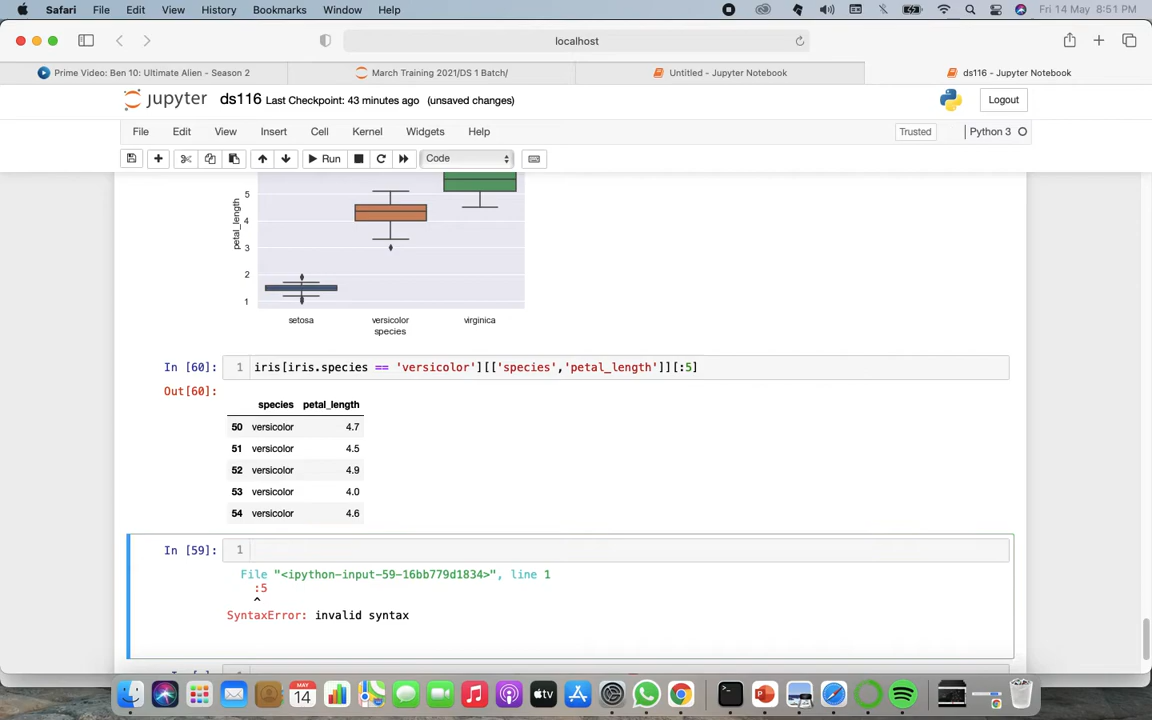 Safari File Edit View History Bookmarks Window Help Fri 14 May 8:51 PM
localhost
Prime Video: Ben 10: Ultimate Alien - Season 2 March Training 2021/DS 1 Batch/ Untitled - Jupyter Notebook ds116 - Jupyter Notebook
jupyter ds116 Last Checkpoint: 43 minutes ago (unsaved changes) Logout
File Edit View Insert Cell Kernel Widgets Help Trusted Python 3
Run Code
5
4
3
2
1
petal_length
setosa versicolor virginica
species
In [60]: 1 iris[iris.species == 'versicolor'][['species','petal_length']][:5]
Out[60]:
species petal_length
50 versicolor 4.7
51 versicolor 4.5
52 versicolor 4.9
53 versicolor 4.0
54 versicolor 4.6
In [59]: 1
File "<ipython-input-59-16bb779d1834>", line 1
:5
^
SyntaxError: invalid syntax
MAY
14
tv